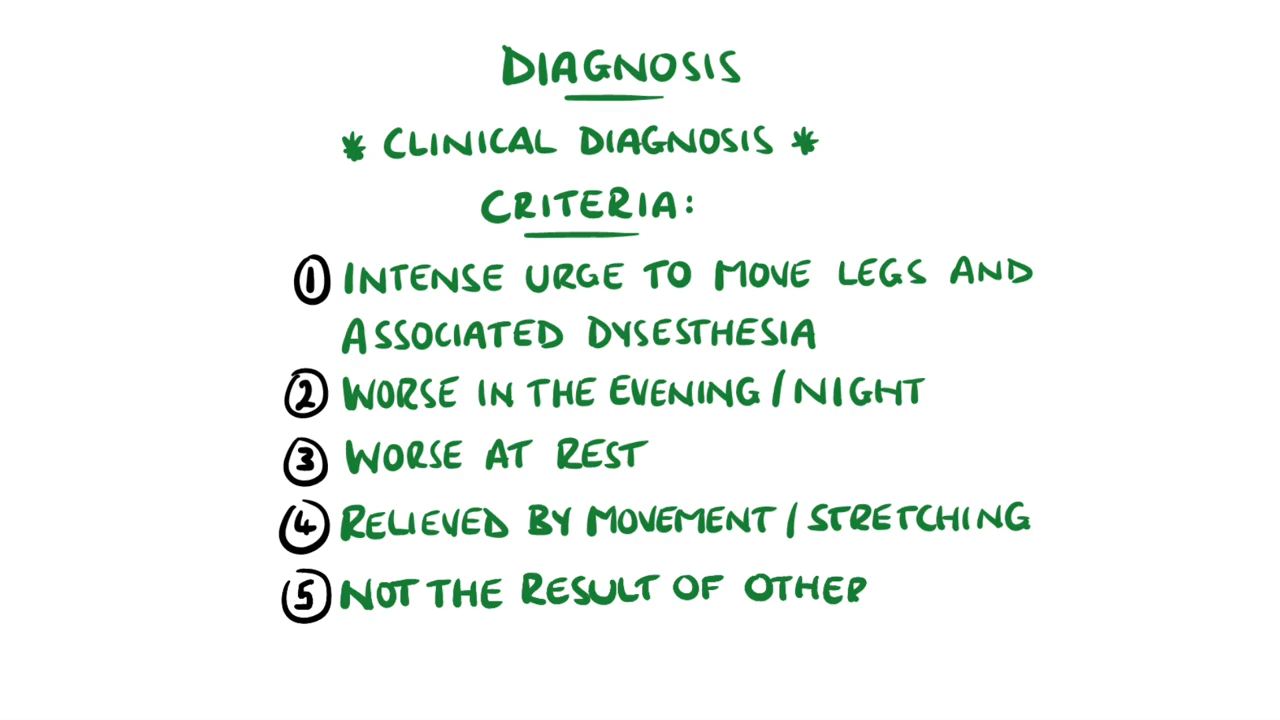 DIAGNOSIS
* CLINICAL DIAGNOSIS *
CRITERIA:
① INTENSE URGE TO MOVE LEGS AND
ASSOCIATED DYSESTHESIA
② WORSE IN THE EVENING / NIGHT
③ WORSE AT REST
④ RELIEVED BY MOVEMENT / STRETCHING
⑤ NOT THE RESULT OF OTHER